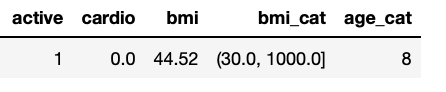 active cardio bmi bmi_cat age_cat
1 0.0 44.52 (30.0, 1000.0] 8